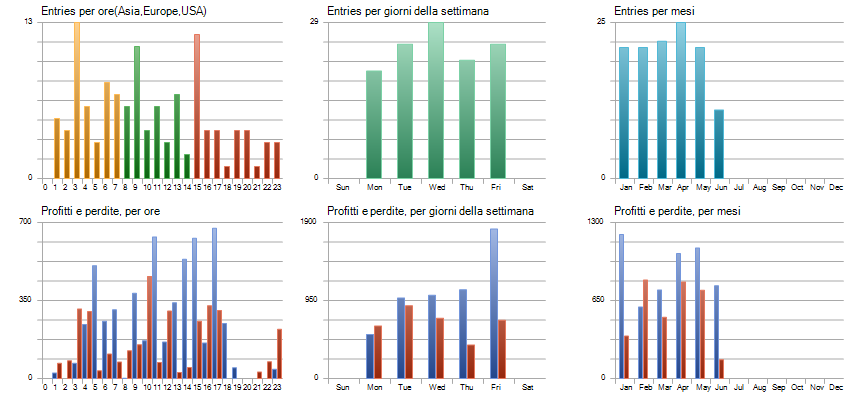 Entries per ore(Asia,Europe,USA)
13
0
0 1 2 3 4 5 6 7 8 9 10 11 12 13 14 15 16 17 18 19 20 21 22 23
Entries per giorni della settimana
29
0
Sun Mon Tue Wed Thu Fri Sat
Entries per mesi
25
0
Jan Feb Mar Apr May Jun Jul Aug Sep Oct Nov Dec
Profitti e perdite, per ore
700
350
0
0 1 2 3 4 5 6 7 8 9 10 11 12 13 14 15 16 17 18 19 20 21 22 23
Profitti e perdite, per giorni della settimana
1900
950
0
Sun Mon Tue Wed Thu Fri Sat
Profitti e perdite, per mesi
1300
650
0
Jan Feb Mar Apr May Jun Jul Aug Sep Oct Nov Dec